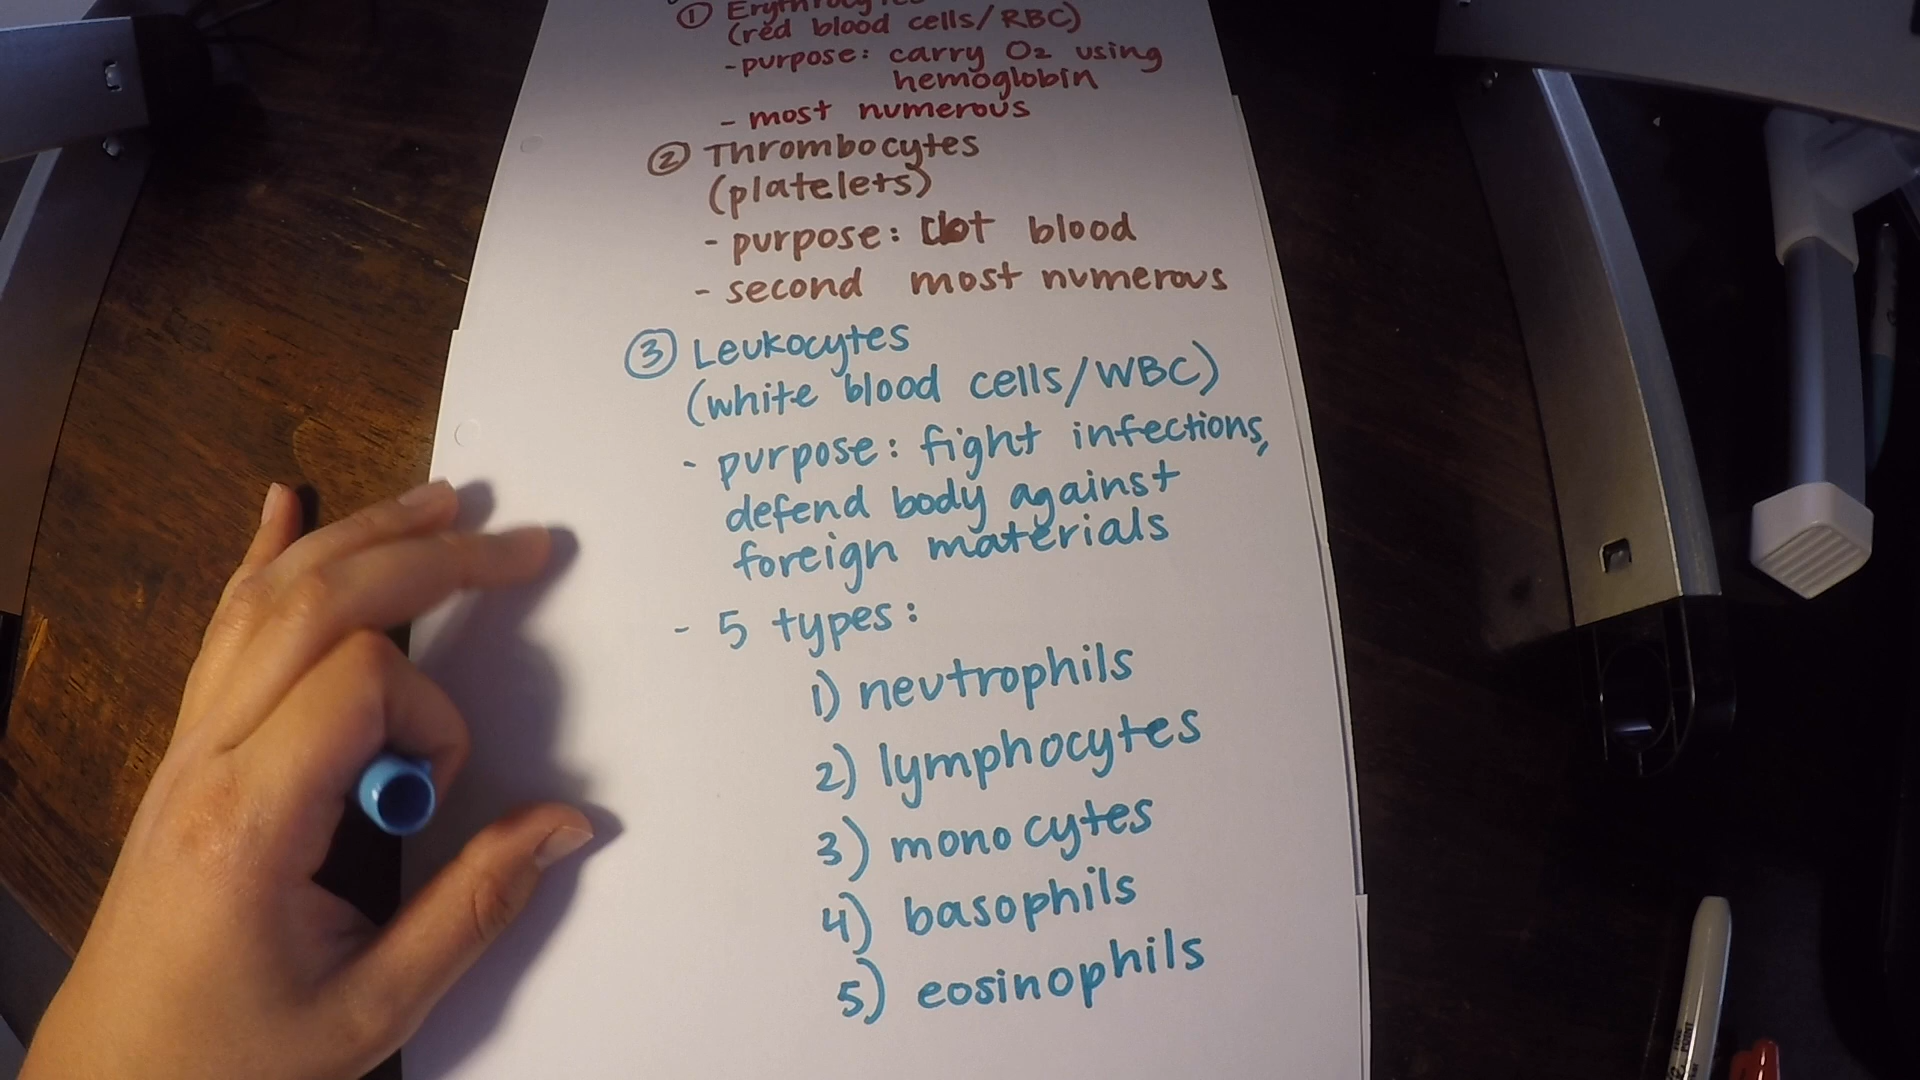 ① Erythrocytes
(red blood cells/RBC)
- purpose: carry O2 using
hemoglobin
- most numerous
② Thrombocytes
(platelets)
- purpose: clot blood
- second most numerous
③ Leukocytes
(white blood cells/WBC)
- purpose: fight infections,
defend body against
foreign materials
- 5 types:
1) neutrophils
2) lymphocytes
3) monocytes
4) basophils
5) eosinophils